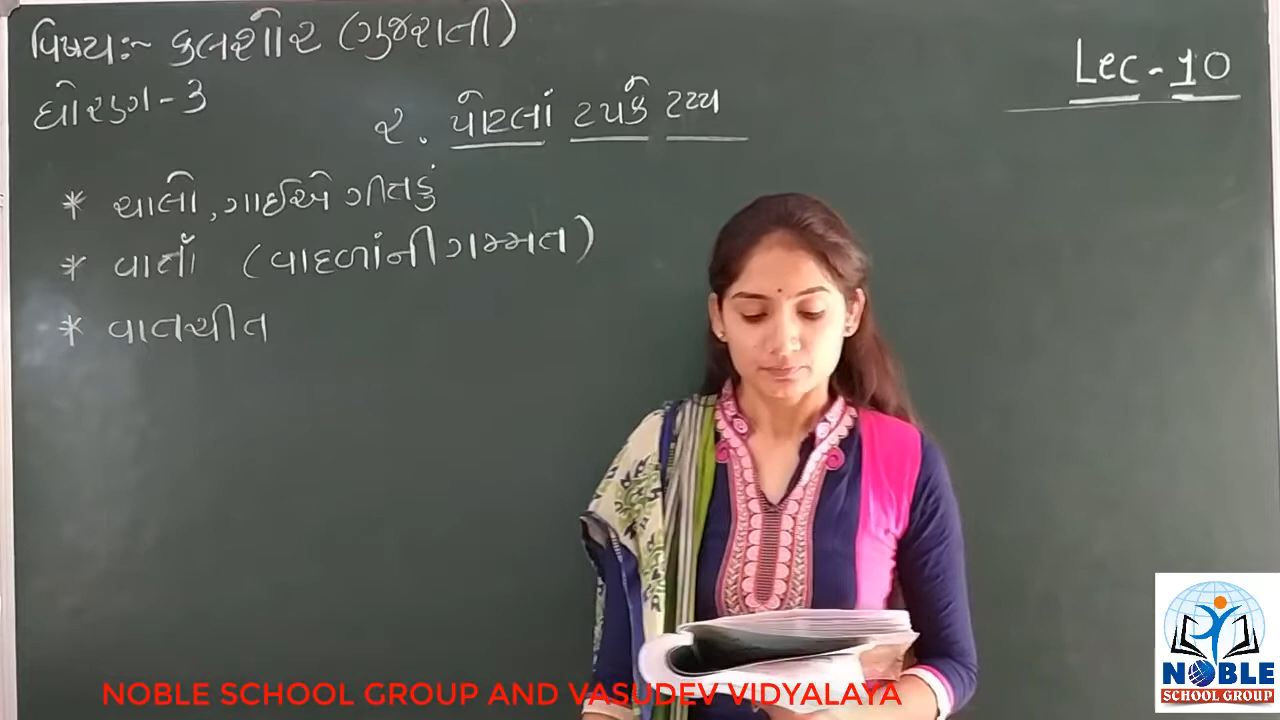 વિષય:- કલશોર (ગુજરાતી)
Lec - 10
ધોરણ - 3
૨. પોટલાં ટપકે ટપ્પ
* ચાલો, ગાઈએ ગીતડું
* વાર્તા (વાદળાંની ગમ્મત)
* વાતચીત
NOBLE SCHOOL GROUP AND VASUDEV VIDYALAYA
NOBLE
SCHOOL GROUP